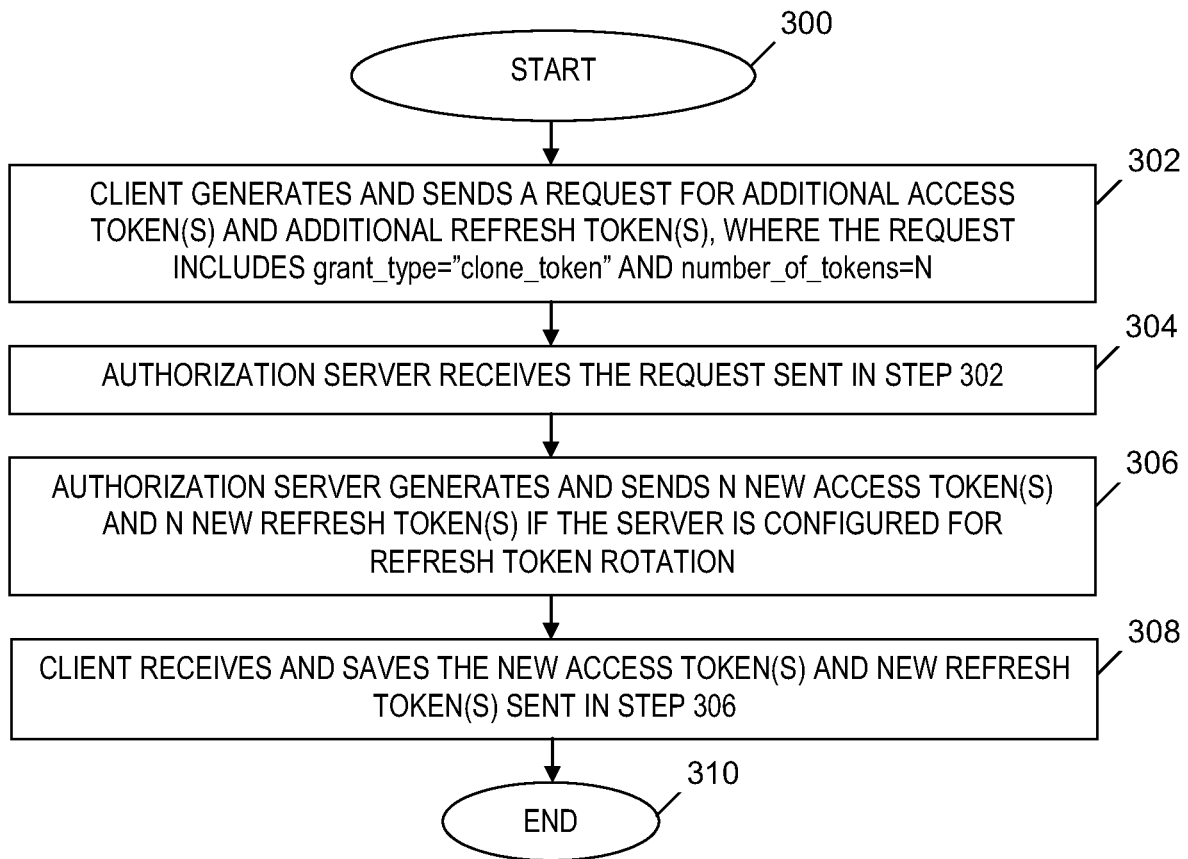 300
START
302
CLIENT GENERATES AND SENDS A REQUEST FOR ADDITIONAL ACCESS
TOKEN(S) AND ADDITIONAL REFRESH TOKEN(S), WHERE THE REQUEST
INCLUDES grant_type=”clone_token” AND number_of_tokens=N
304
AUTHORIZATION SERVER RECEIVES THE REQUEST SENT IN STEP 302
306
AUTHORIZATION SERVER GENERATES AND SENDS N NEW ACCESS TOKEN(S)
AND N NEW REFRESH TOKEN(S) IF THE SERVER IS CONFIGURED FOR
REFRESH TOKEN ROTATION
308
CLIENT RECEIVES AND SAVES THE NEW ACCESS TOKEN(S) AND NEW REFRESH
TOKEN(S) SENT IN STEP 306
310
END